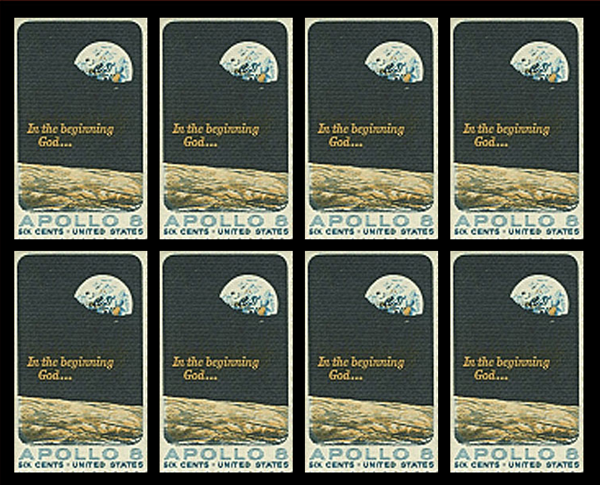 In the beginning
God...
APOLLO 8
SIX CENTS • UNITED STATES
In the beginning
God...
APOLLO 8
SIX CENTS • UNITED STATES
In the beginning
God...
APOLLO 8
SIX CENTS • UNITED STATES
In the beginning
God...
APOLLO 8
SIX CENTS • UNITED STATES
In the beginning
God...
APOLLO 8
SIX CENTS • UNITED STATES
In the beginning
God...
APOLLO 8
SIX CENTS • UNITED STATES
In the beginning
God...
APOLLO 8
SIX CENTS • UNITED STATES
In the beginning
God...
APOLLO 8
SIX CENTS • UNITED STATES